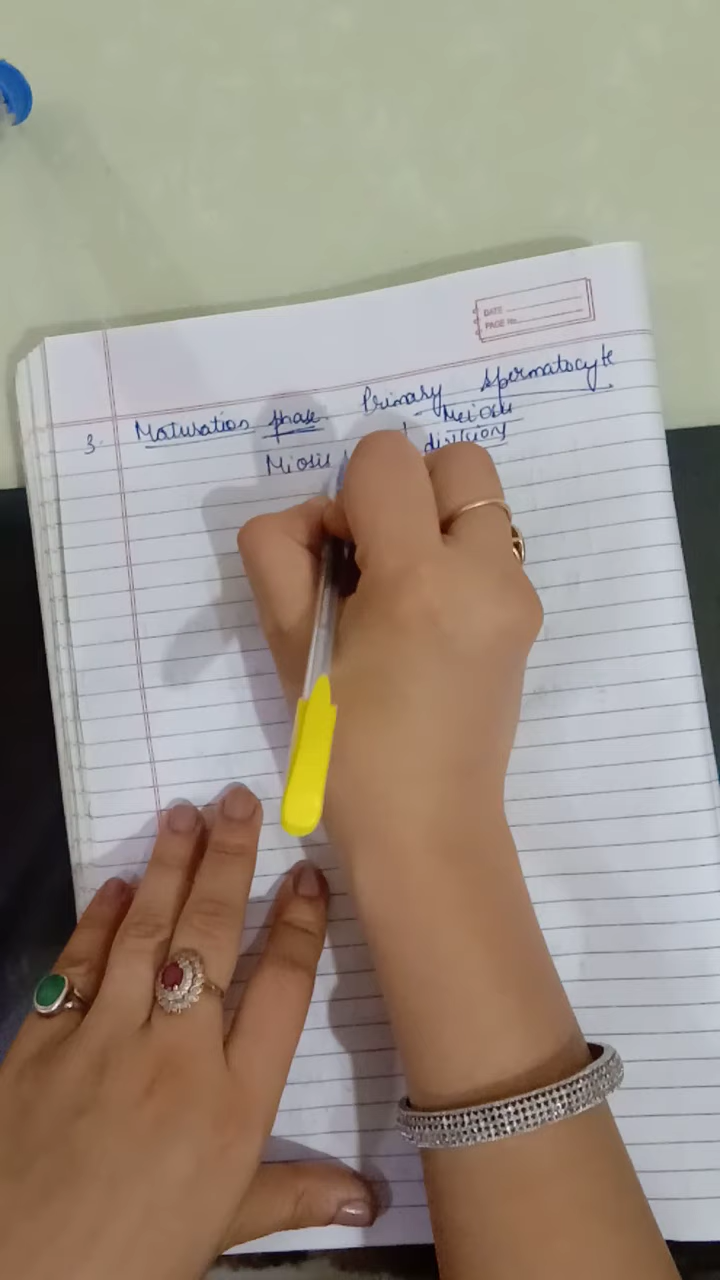 DATE
PAGE No.
3. Maturation phase Primary Spermatocyte
Meiosis
Miosis division